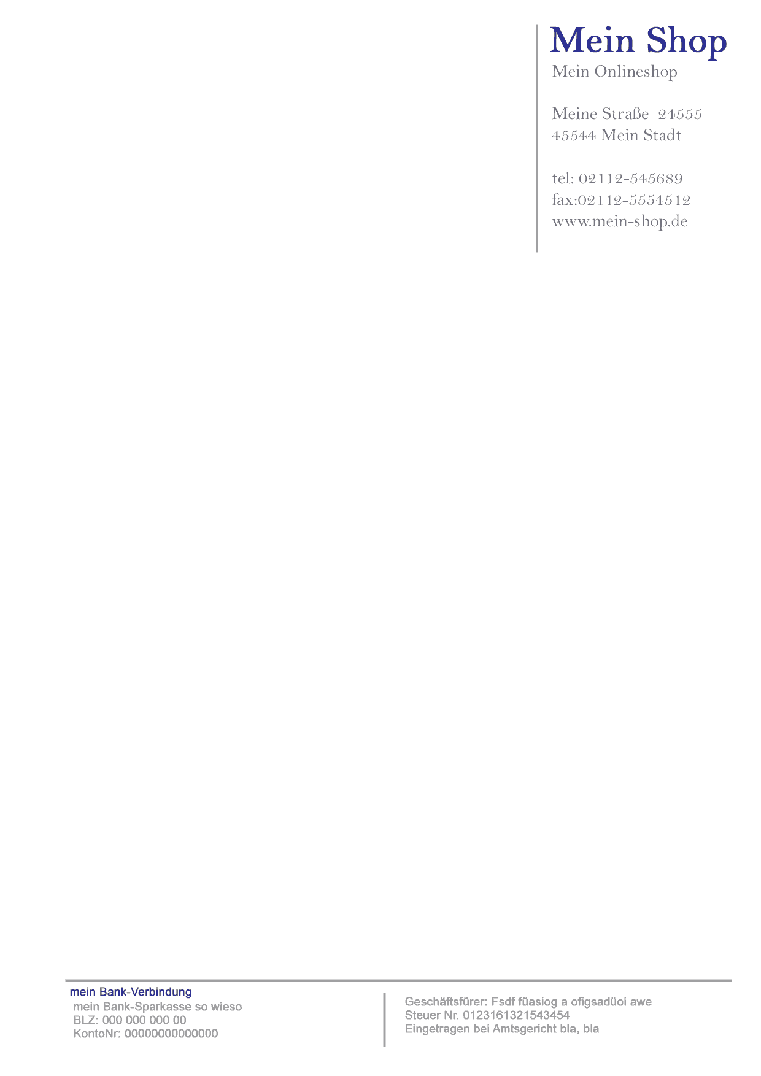 Mein Shop
Mein Onlineshop
Meine Straße 24555
45544 Mein Stadt
tel: 02112-545689
fax:02112-5554512
www.mein-shop.de
mein Bank-Verbindung
mein Bank-Sparkasse so wieso
BLZ: 000 000 000 00
KontoNr: 00000000000000
Geschäftsfürer: Fsdf füasiog a ofigsadüoi awe
Steuer Nr. 0123161321543454
Eingetragen bei Amtsgericht bla, bla